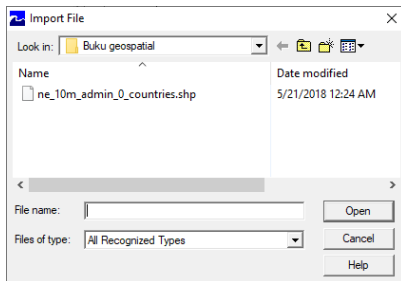 Import File
Look in: Buku geospatial
Name Date modified
ne_10m_admin_0_countries.shp 5/21/2018 12:24 AM
File name: Open
Files of type: All Recognized Types Cancel
Help